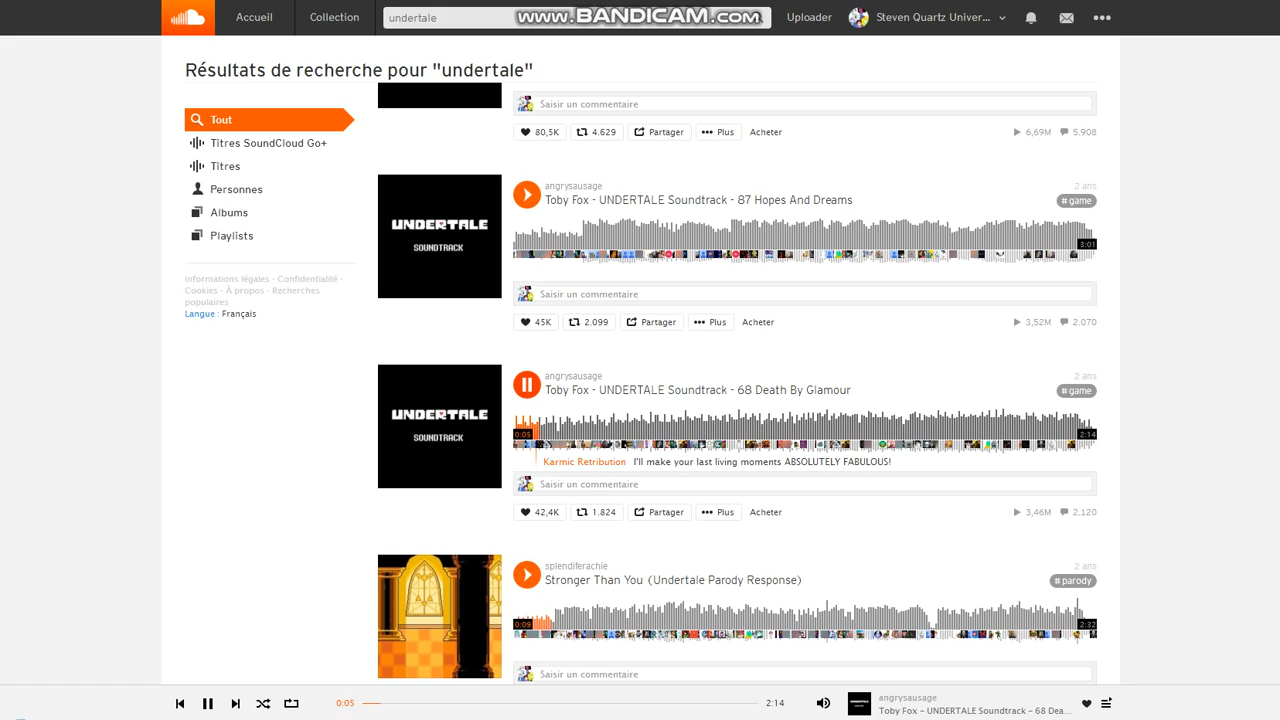 Accueil
Collection
undertale
www.BANDICAM.com
Uploader
Steven Quartz Univer...
Résultats de recherche pour "undertale"
Tout
Titres SoundCloud Go+
Titres
Personnes
Albums
Playlists
Informations légales - Confidentialité -
Cookies - À propos - Recherches
populaires
Langue : Français
Saisir un commentaire
80,5K 4.629 Partager Plus Acheter 6,69M 5.908
UNDERTALE
SOUNDTRACK
angrysausage 2 ans
Toby Fox - UNDERTALE Soundtrack - 87 Hopes And Dreams # game
3:01
Saisir un commentaire
45K 2.099 Partager Plus Acheter 3,52M 2.070
UNDERTALE
SOUNDTRACK
angrysausage 2 ans
Toby Fox - UNDERTALE Soundtrack - 68 Death By Glamour # game
0:05 2:14
Karmic Retribution I'll make your last living moments ABSOLUTELY FABULOUS!
Saisir un commentaire
42,4K 1.824 Partager Plus Acheter 3,46M 2.120
splendiferachie 2 ans
Stronger Than You (Undertale Parody Response) # parody
0:09 2:32
Saisir un commentaire
0:05 2:14
angrysausage
Toby Fox - UNDERTALE Soundtrack - 68 Dea...